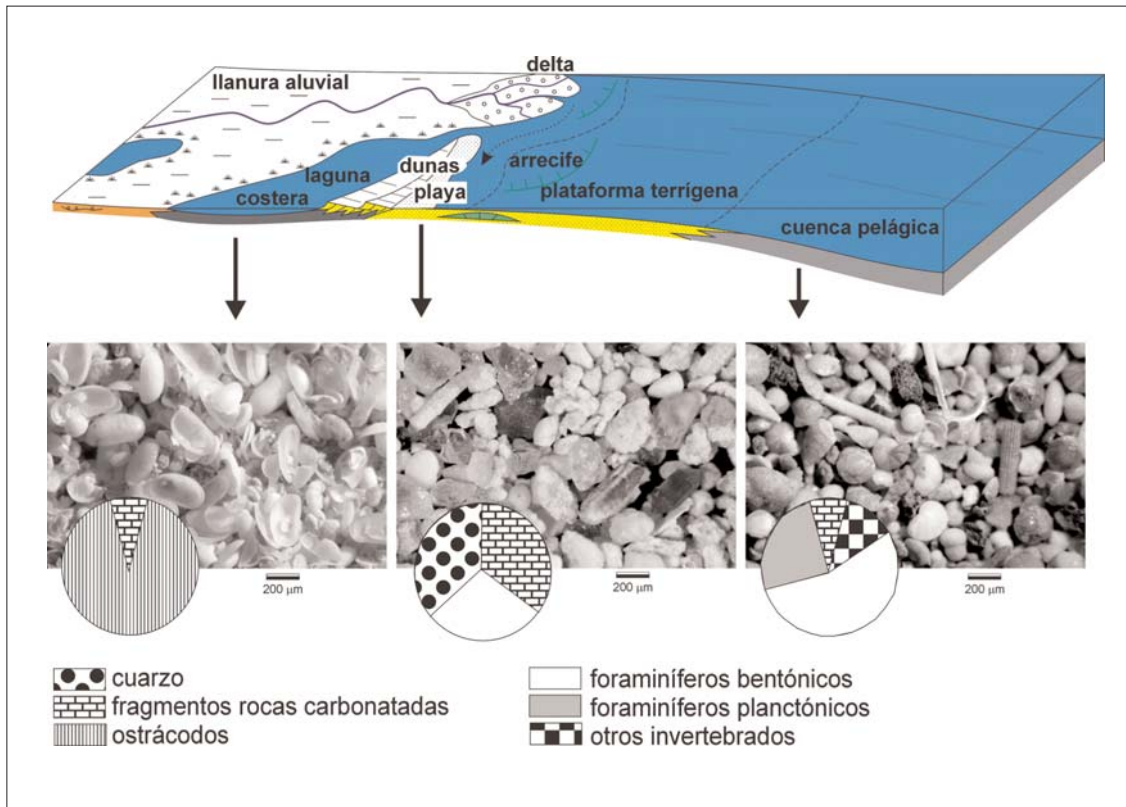 delta
llanura aluvial
laguna
costera
dunas
playa
arrecife
plataforma terrígena
cuenca pelágica
200 µm
200 µm
200 µm
cuarzo
fragmentos rocas carbonatadas
ostrácodos
foraminíferos bentónicos
foraminíferos planctónicos
otros invertebrados